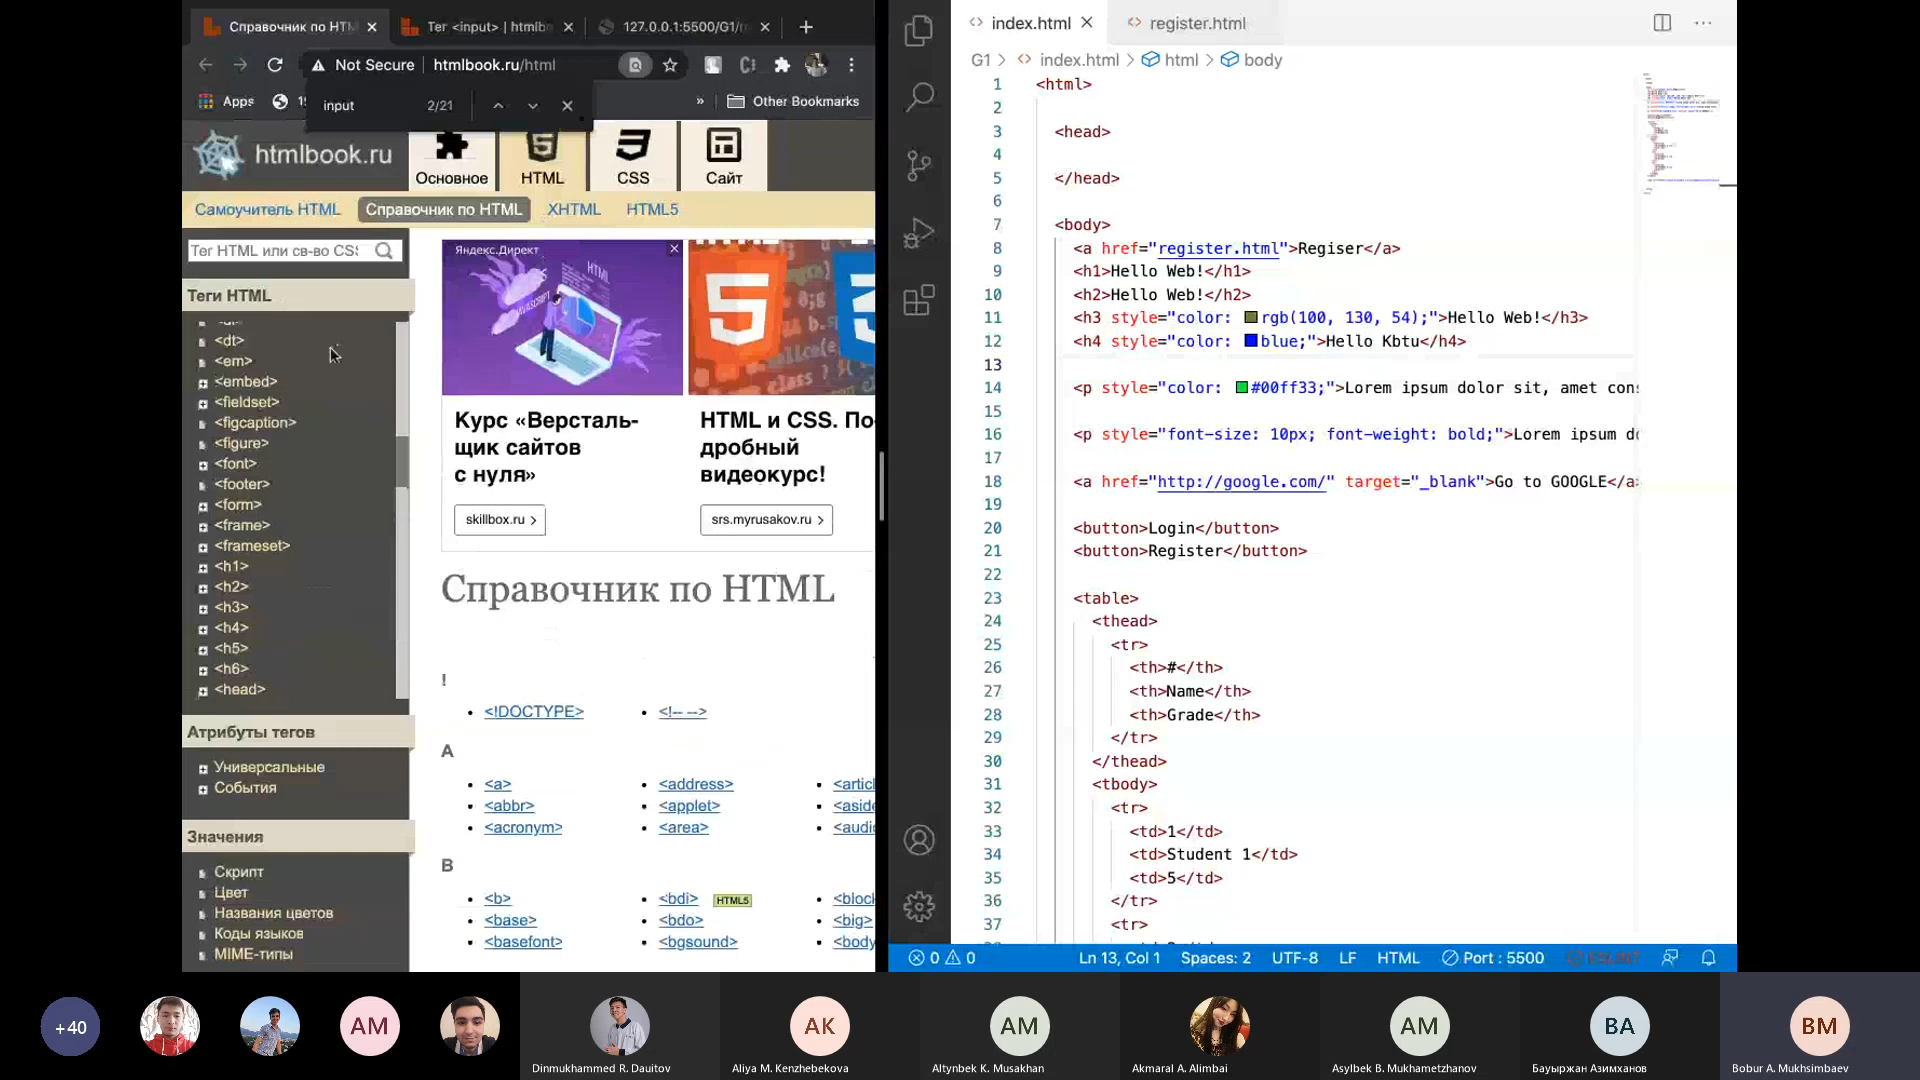 Справочник по HTM
Тег <input> | htmlb
127.0.0.1:5500/G1/
Not Secure
htmlbook.ru/html
Apps
Other Bookmarks
input
2/21
htmlbook.ru
Основное
HTML
CSS
Сайт
Самоучитель HTML
Справочник по HTML
XHTML
HTML5
Тег HTML или св-во CSS
Теги HTML
<dt>
<em>
<embed>
<fieldset>
<figcaption>
<figure>
<font>
<footer>
<form>
<frame>
<frameset>
<h1>
<h2>
<h3>
<h4>
<h5>
<h6>
<head>
Атрибуты тегов
Универсальные
События
Значения
Скрипт
Цвет
Названия цветов
Коды языков
MIME-типы
Яндекс.Директ
Курс «Версталь-
щик сайтов
с нуля»
skillbox.ru
HTML и CSS. По
дробный
видеокурс!
srs.myrusakov.ru
Справочник по HTML
!
<!DOCTYPE>
<!-- -->
A
<a>
<address>
<artic
<abbr>
<applet>
<asid
<acronym>
<area>
<audi
B
<b>
<bdi> HTML5
<block
<base>
<bdo>
<big>
<basefont>
<bgsound>
<body
index.html
register.html
G1 > index.html > html > body
1 <html>
2
3 <head>
4
5 </head>
6
7 <body>
8 <a href="register.html">Regiser</a>
9 <h1>Hello Web!</h1>
10 <h2>Hello Web!</h2>
11 <h3 style="color: rgb(100, 130, 54);">Hello Web!</h3>
12 <h4 style="color: blue;">Hello Kbtu</h4>
13
14 <p style="color: #00ff33;">Lorem ipsum dolor sit, amet con
15
16 <p style="font-size: 10px; font-weight: bold;">Lorem ipsum d
17
18 <a href="http://google.com/" target="_blank">Go to GOOGLE</a
19
20 <button>Login</button>
21 <button>Register</button>
22
23 <table>
24 <thead>
25 <tr>
26 <th>#</th>
27 <th>Name</th>
28 <th>Grade</th>
29 </tr>
30 </thead>
31 <tbody>
32 <tr>
33 <td>1</td>
34 <td>Student 1</td>
35 <td>5</td>
36 </tr>
37 <tr>
0 0
Ln 13, Col 1
Spaces: 2
UTF-8
LF
HTML
Port : 5500
ESLINT
+40
AM
Dinmukhammed R. Dauitov
AK
Aliya M. Kenzhebekova
AM
Altynbek K. Musakhan
Akmaral A. Alimbai
AM
Asylbek B. Mukhametzhanov
BA
Бауыржан Азимханов
BM
Bobur A. Mukhsimbaev